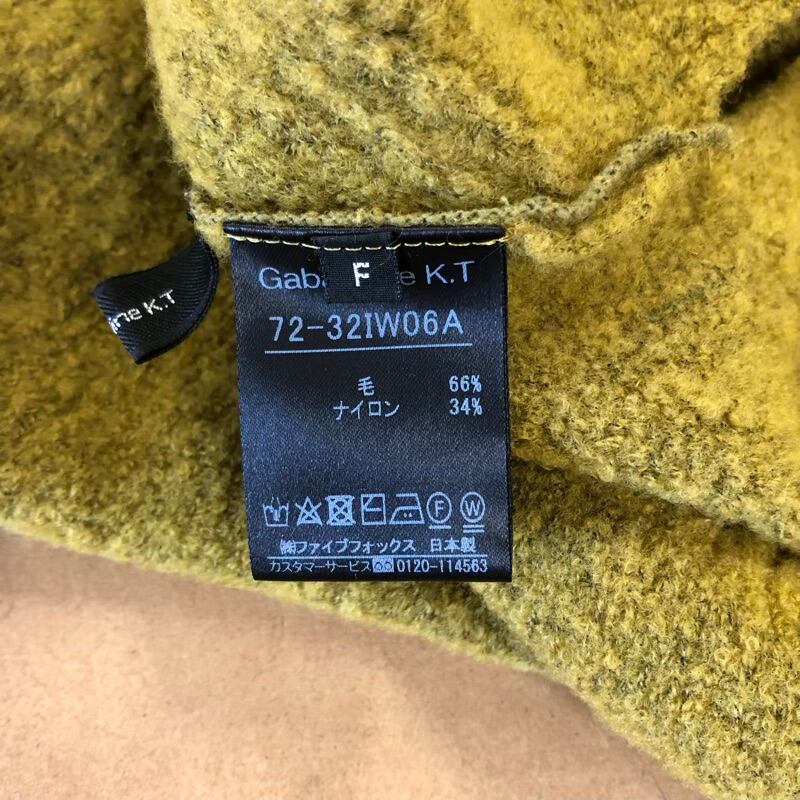 K.T
F
K.T
72-32IW06A
毛 66%
ナイロン 34%
F W
㈱ファイブフォックス 日本製
カスタマーサービス 0120-114563